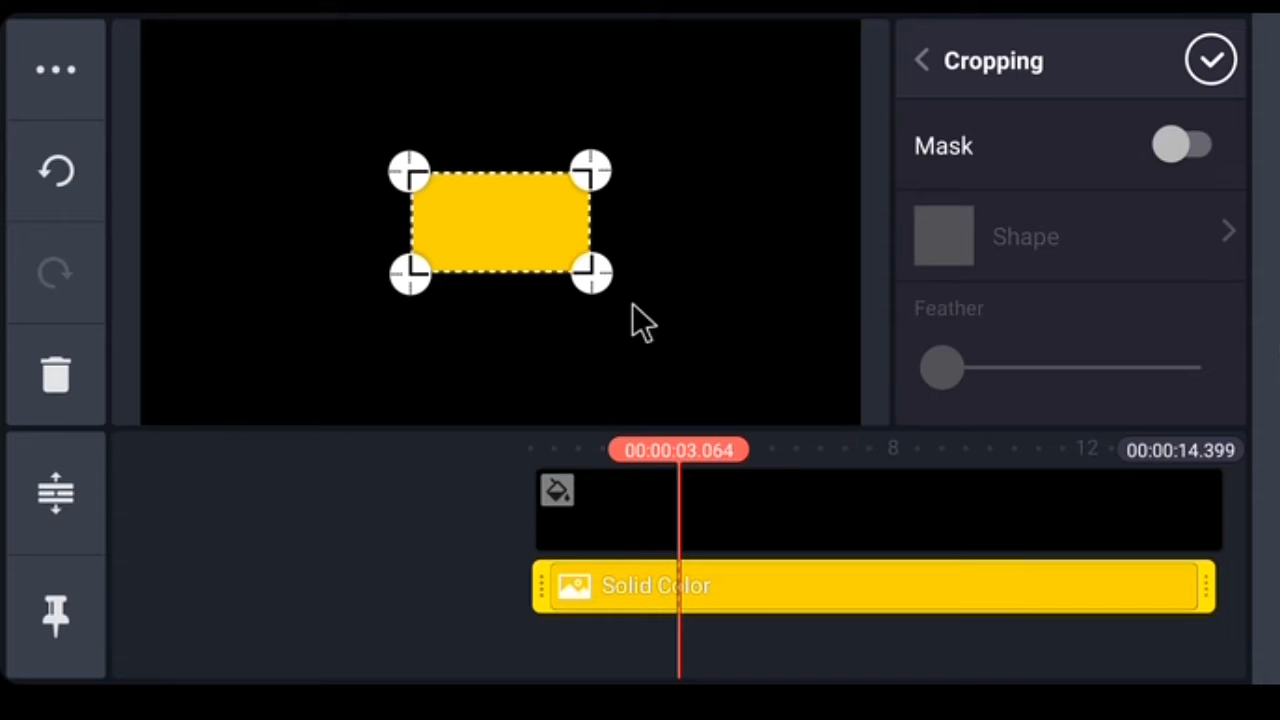 Cropping
Mask
Shape
Feather
00:00:03.064
8
12
00:00:14.399
Solid Color